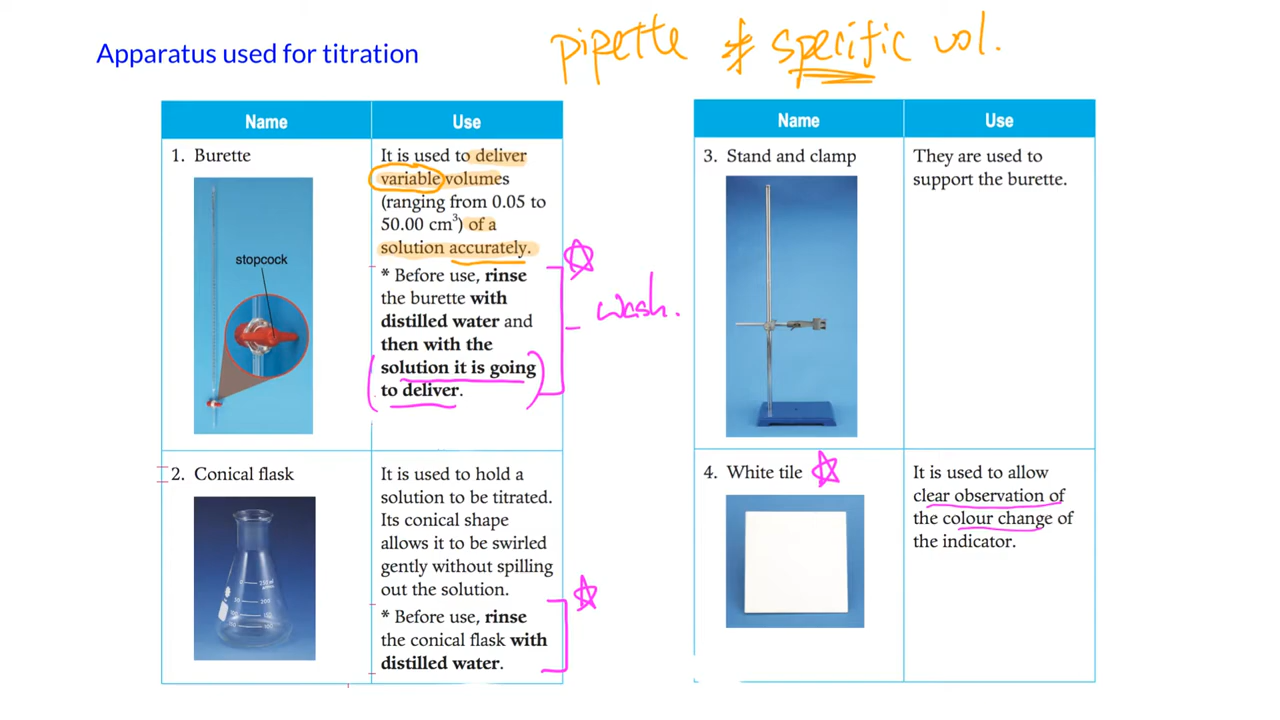 Apparatus used for titration
pipette * specific vol.
Name
Use
1. Burette
stopcock
It is used to deliver
variable volumes
(ranging from 0.05 to
50.00 cm³) of a
solution accurately.
* Before use, rinse
the burette with
distilled water and
then with the
solution it is going
to deliver.
wash.
2. Conical flask
It is used to hold a
solution to be titrated.
Its conical shape
allows it to be swirled
gently without spilling
out the solution.
* Before use, rinse
the conical flask with
distilled water.
Name
Use
3. Stand and clamp
They are used to
support the burette.
4. White tile
It is used to allow
clear observation of
the colour change of
the indicator.